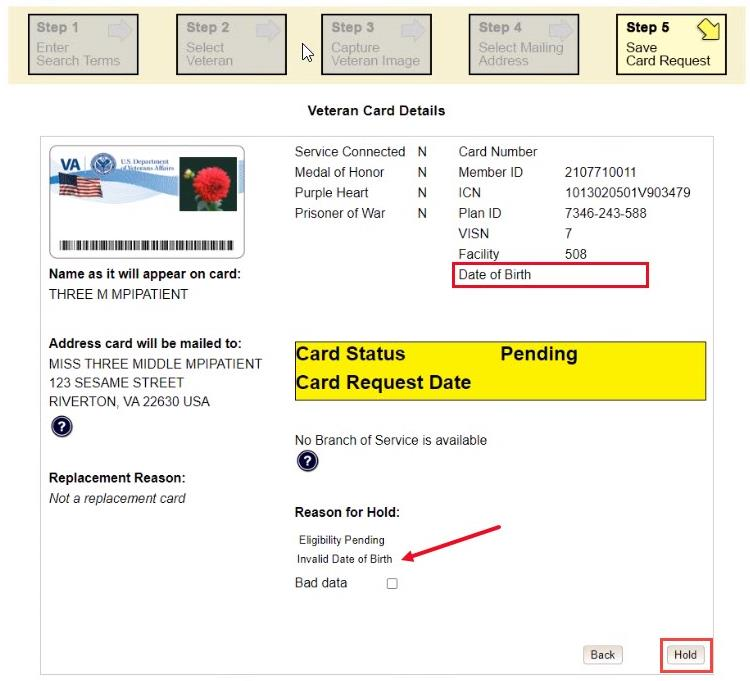 Step 1
Enter
Search Terms
Step 2
Select
Veteran
Step 3
Capture
Veteran Image
Step 4
Select Mailing
Address
Step 5
Save
Card Request
Veteran Card Details
VA
U.S. Department
of Veterans Affairs
Name as it will appear on card:
THREE M MPIPATIENT
Address card will be mailed to:
MISS THREE MIDDLE MPIPATIENT
123 SESAME STREET
RIVERTON, VA 22630 USA
?
Replacement Reason:
Not a replacement card
Service Connected N
Medal of Honor N
Purple Heart N
Prisoner of War N
Card Number
Member ID 2107710011
ICN 1013020501V903479
Plan ID 7346-243-588
VISN 7
Facility 508
Date of Birth
Card Status Pending
Card Request Date
No Branch of Service is available
?
Reason for Hold:
Eligibility Pending
Invalid Date of Birth
Bad data
Back Hold